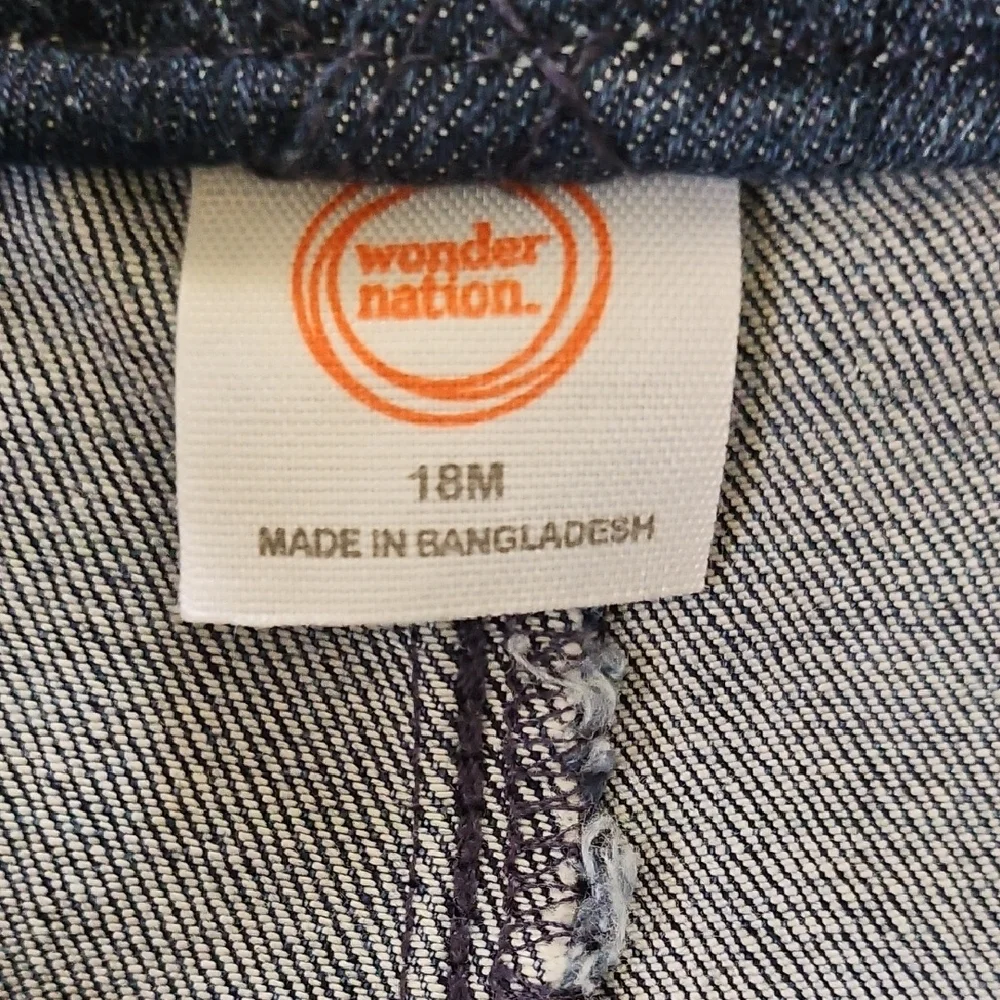 wonder
nation.
18M
MADE IN BANGLADESH